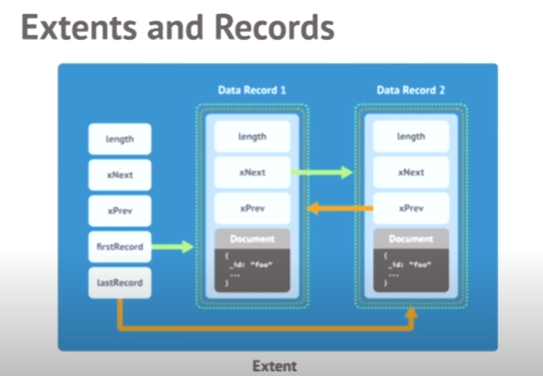 Extents and Records
Data Record 1
Data Record 2
length
xNext
xPrev
firstRecord
lastRecord
length
xNext
xPrev
Document
{
_id: "foo"
...
}
length
xNext
xPrev
Document
{
_id: "foo"
...
}
Extent